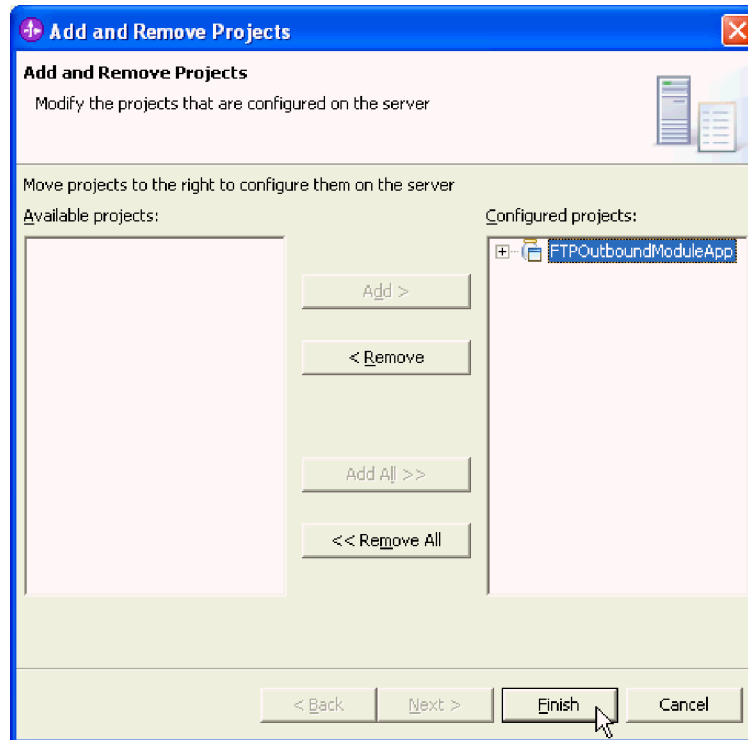 Add and Remove Projects
Add and Remove Projects
Modify the projects that are configured on the server
Move projects to the right to configure them on the server
Available projects:
Configured projects:
FTPOutboundModuleApp
Add >
< Remove
Add All >>
<< Remove All
< Back
Next >
Finish
Cancel